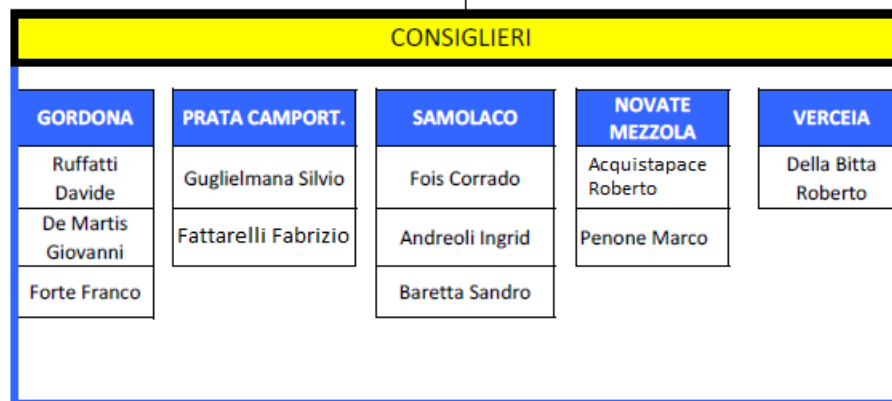 CONSIGLIERI
GORDONA
Ruffatti
Davide
De Martis
Giovanni
Forte Franco
PRATA CAMPORT.
Guglielmana Silvio
Fattarelli Fabrizio
SAMOLACO
Fois Corrado
Andreoli Ingrid
Baretta Sandro
NOVATE
MEZZOLA
Acquistapace
Roberto
Penone Marco
VERCEIA
Della Bitta
Roberto